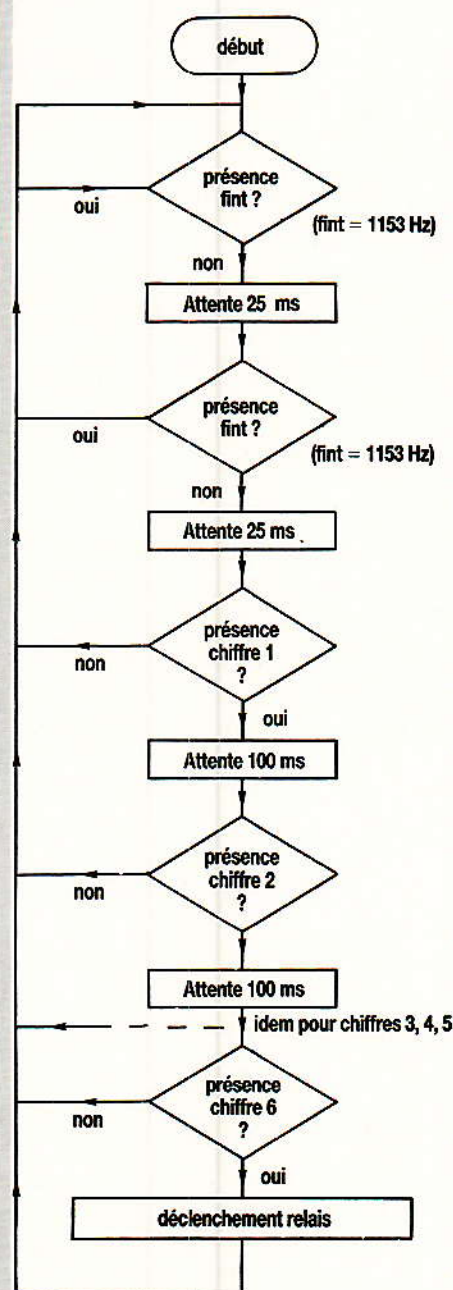 début
présence
fint ?
oui
(fint = 1153 Hz)
non
Attente 25 ms
présence
fint ?
oui
(fint = 1153 Hz)
non
Attente 25 ms
présence
chiffre 1
?
non
oui
Attente 100 ms
présence
chiffre 2
?
non
Attente 100 ms
idem pour chiffres 3, 4, 5
présence
chiffre 6
?
non
oui
déclenchement relais